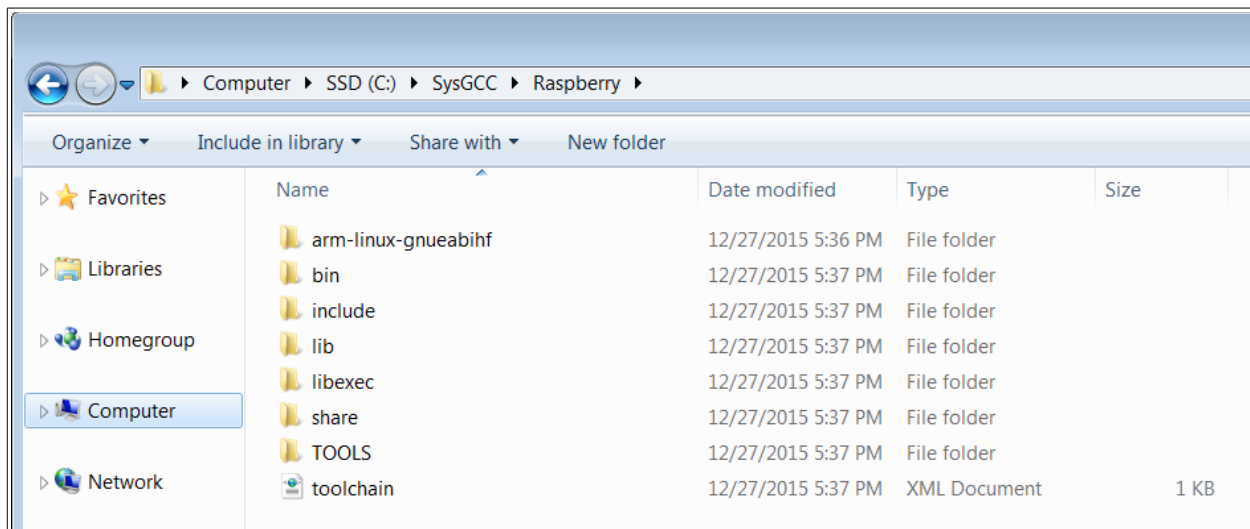 Computer SSD (C:) SysGCC Raspberry
Organize Include in library Share with New folder
Favorites
Libraries
Homegroup
Computer
Network
Name Date modified Type Size
arm-linux-gnueabihf 12/27/2015 5:36 PM File folder
bin 12/27/2015 5:37 PM File folder
include 12/27/2015 5:37 PM File folder
lib 12/27/2015 5:37 PM File folder
libexec 12/27/2015 5:37 PM File folder
share 12/27/2015 5:37 PM File folder
TOOLS 12/27/2015 5:37 PM File folder
toolchain 12/27/2015 5:37 PM XML Document 1 KB